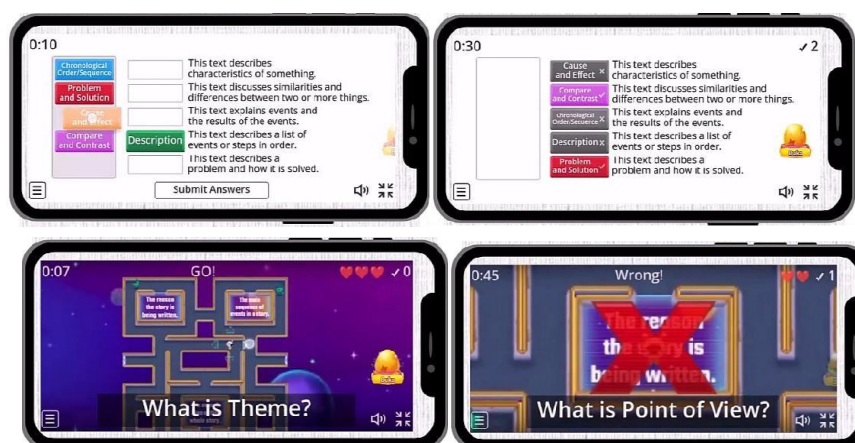 0:10
Chronological
Order/Sequence
This text describes
characteristics of something.
Problem
and Solution
This text discusses similarities and
differences between two or more things.
Cause
and Effect
This text explains events and
the results of the events.
Compare
and Contrast
Description
This text describes a list of
events or steps in order.
This text describes a
problem and how it is solved.
Submit Answers
0:30
✓ 2
Cause
and Effect ×
This text describes
characteristics of something.
Compare
and Contrast ✓
This text discusses similarities and
differences between two or more things.
Chronological
Order/Sequence ×
This text explains events and
the results of the events.
Description ×
This text describes a list of
events or steps in order.
Problem
and Solution ✓
This text describes a
problem and how it is solved.
0:07
GO!
✓ 0
The reason
the story is
being written.
The main
sequence of
events in a story.
whole story.
What is Theme?
0:45
Wrong!
✓ 1
The reason
the story is
being written.
What is Point of View?